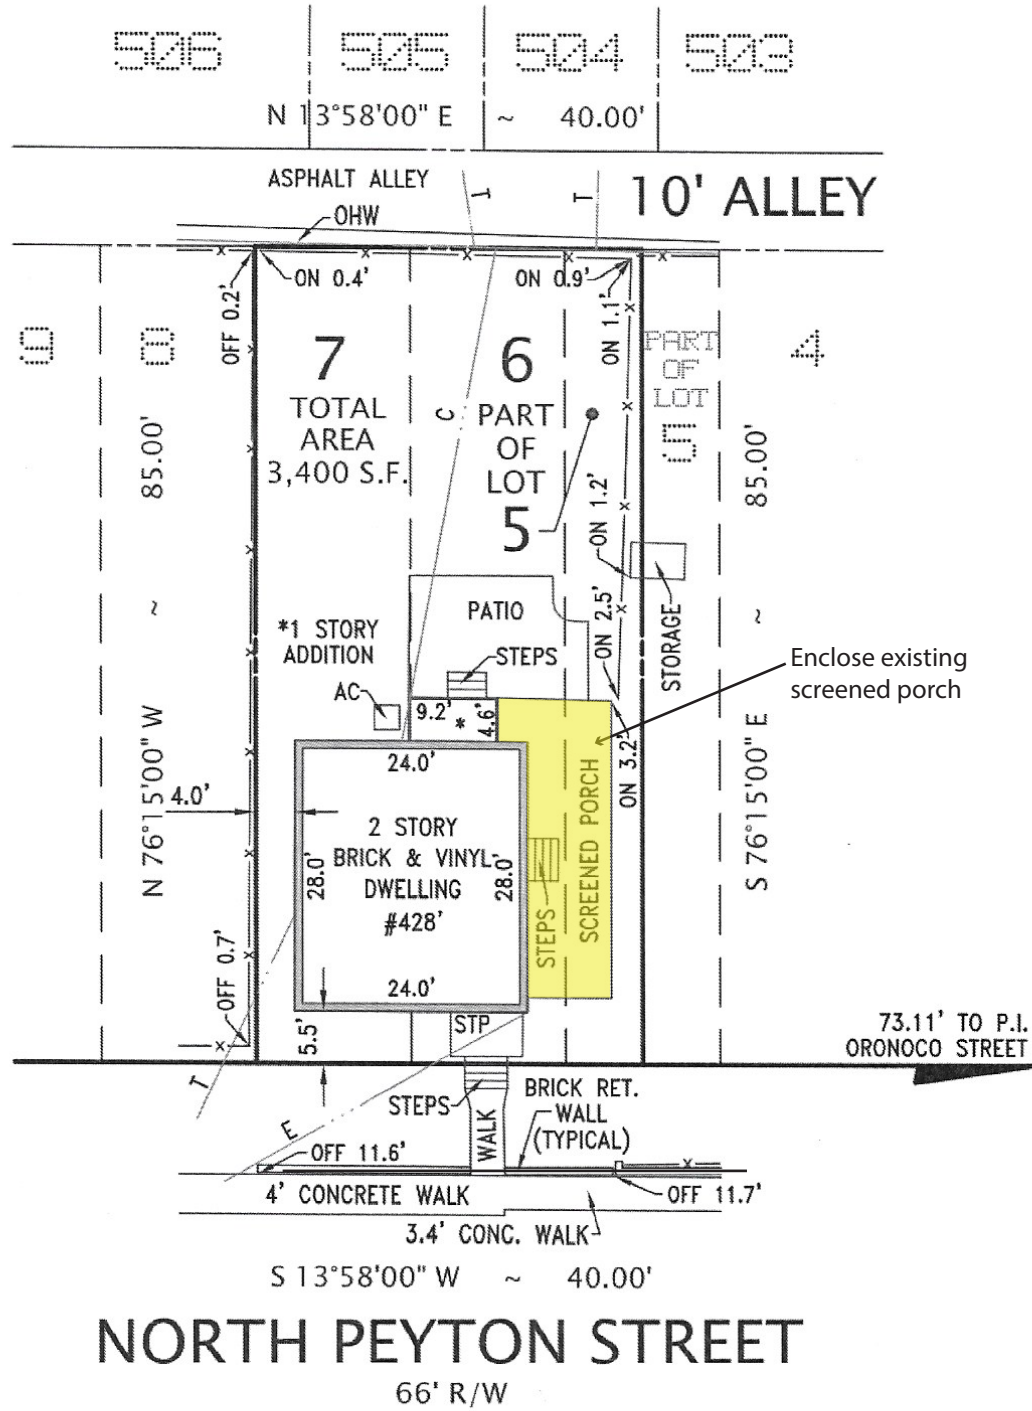 506 505 504 503
N 13°58'00" E ~ 40.00'
ASPHALT ALLEY
T T
10' ALLEY
OHW
ON 0.4'
ON 0.9'
OFF 0.2'
ON 1.1'
9
8
7
TOTAL
AREA
3,400 S.F.
C
6
PART
OF
LOT
5
PART
OF
LOT
5
4
N 76°15'00" W ~ 85.00'
S 76°15'00" E ~ 85.00'
ON 1.2'
ON 2.5'
STORAGE
PATIO
*1 STORY
ADDITION
STEPS
AC
9.2'
*
4.6'
Enclose existing
screened porch
ON 3.2'
24.0'
4.0'
2 STORY
BRICK & VINYL
DWELLING
#428'
28.0'
28.0'
STEPS
SCREENED PORCH
24.0'
OFF 0.7'
5.5'
STP
73.11' TO P.I.
ORONOCO STREET
T
STEPS
WALK
BRICK RET.
WALL
(TYPICAL)
E
OFF 11.6'
4' CONCRETE WALK
OFF 11.7'
3.4' CONC. WALK
S 13°58'00" W ~ 40.00'
NORTH PEYTON STREET
66' R/W